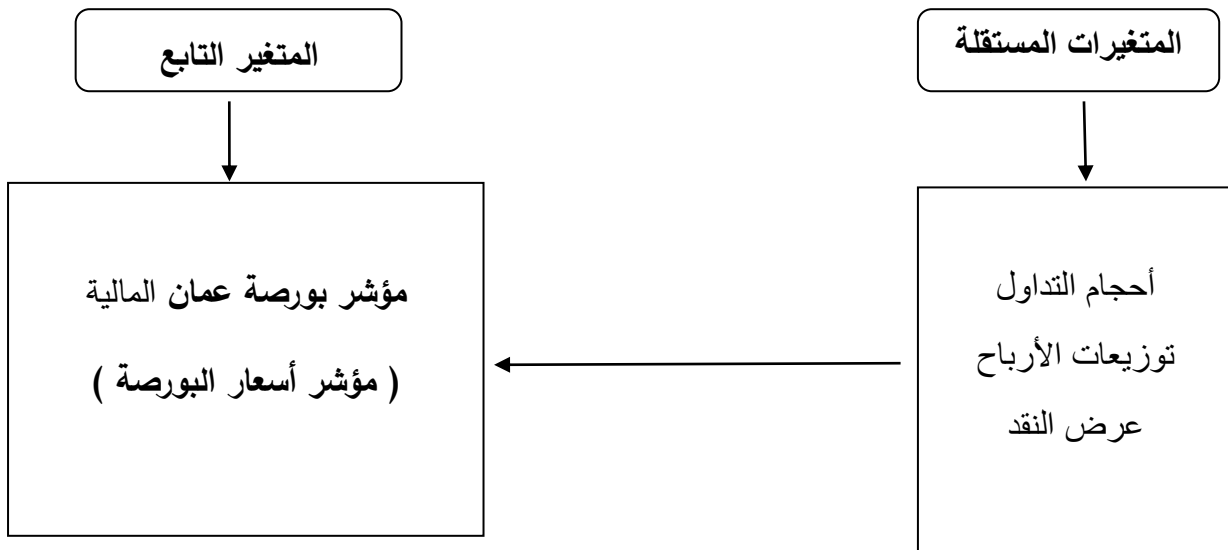 المتغيرات المستقلة
المتغير التابع
أحجام التداول
توزيعات الأرباح
عرض النقد
مؤشر بورصة عمان المالية
( مؤشر أسعار البورصة )